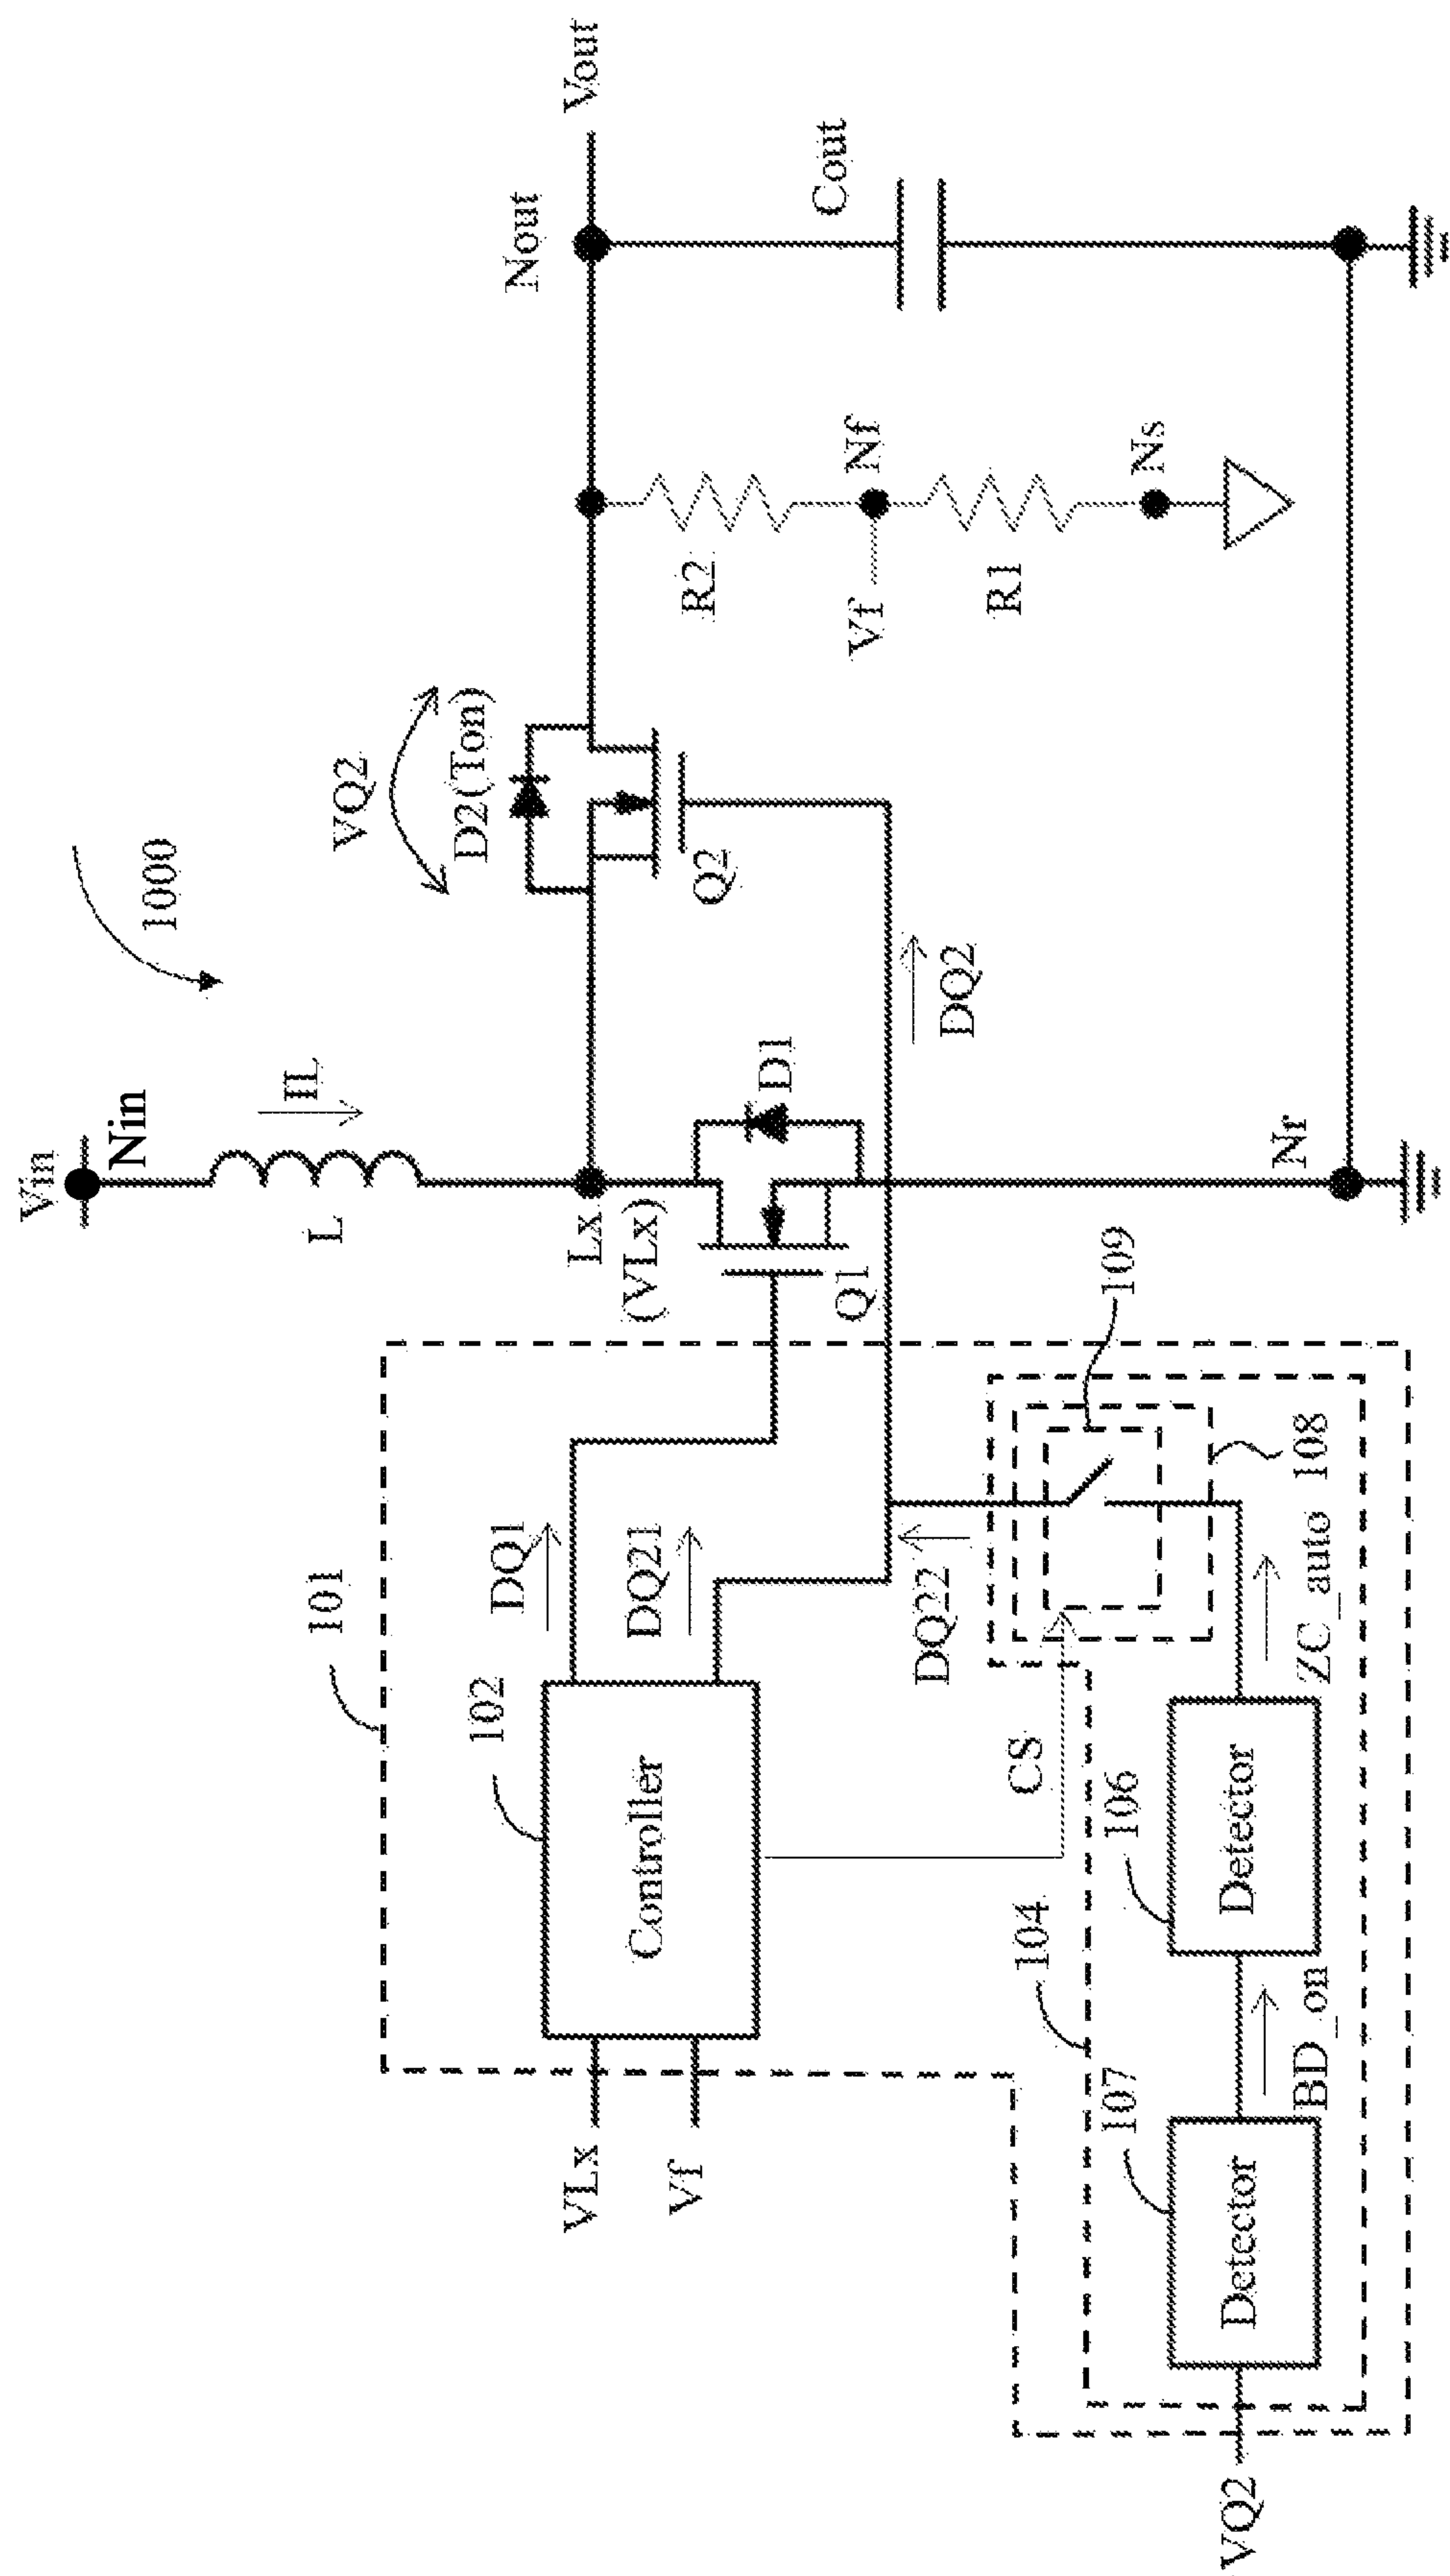 1000
Vin
Nin
L
IL
Lx
(VLx)
VQ2
D2(Ton)
Q2
Nout
Vout
D1
Q1
DQ2
R2
Vf
Nf
R1
Ns
Cout
Nr
101
102
Controller
VLx
Vf
DQ1
DQ21
CS
DQ22
109
108
104
107
Detector
106
Detector
VQ2
BD_on
ZC_auto